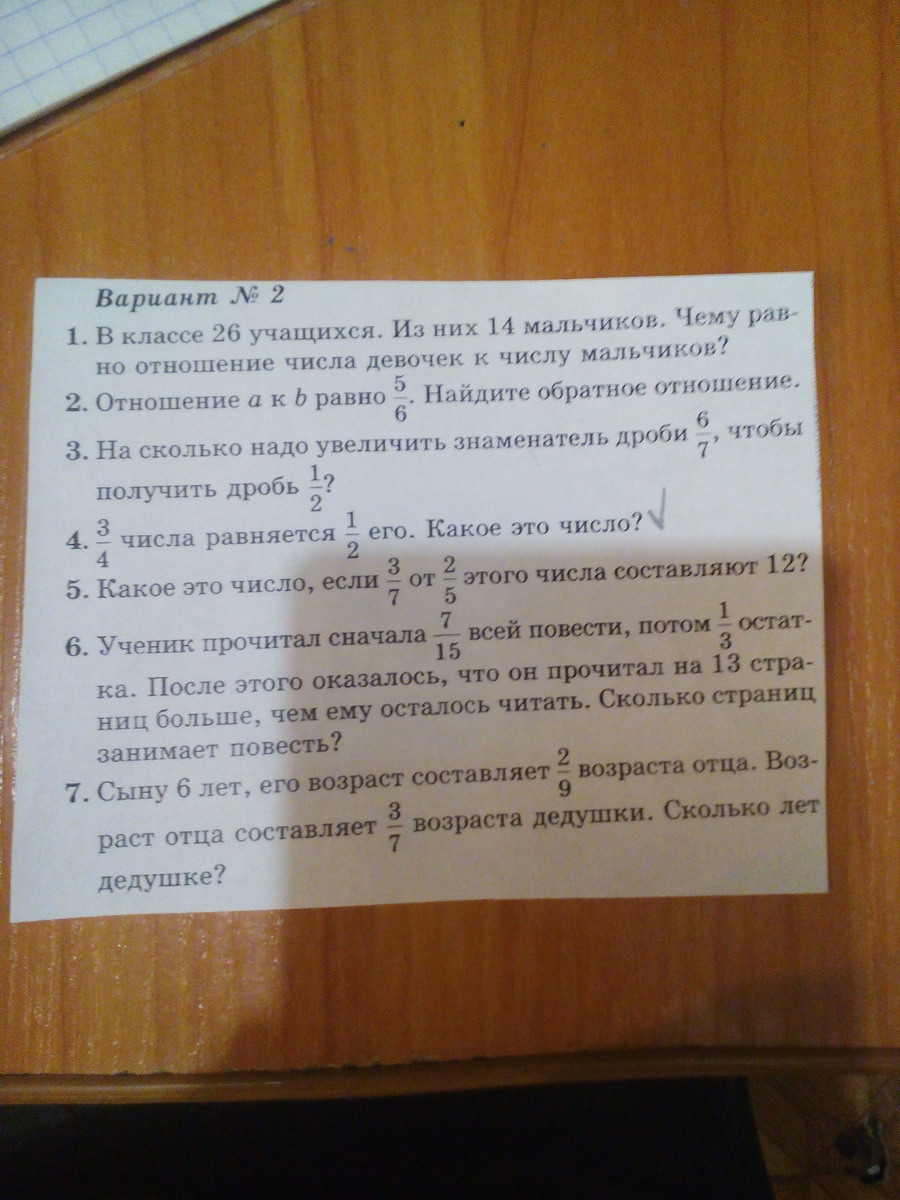 Вариант № 2
1. В классе 26 учащихся. Из них 14 мальчиков. Чему рав-
но отношение числа девочек к числу мальчиков?
2. Отношение a к b равно 5/6. Найдите обратное отношение.
3. На сколько надо увеличить знаменатель дроби 6/7, чтобы
получить дробь 1/2?
4. 3/4 числа равняется 1/2 его. Какое это число?
5. Какое это число, если 3/7 от 2/5 этого числа составляют 12?
6. Ученик прочитал сначала 7/15 всей повести, потом 1/3 остат-
ка. После этого оказалось, что он прочитал на 13 стра-
ниц больше, чем ему осталось читать. Сколько страниц
занимает повесть?
7. Сыну 6 лет, его возраст составляет 2/9 возраста отца. Воз-
раст отца составляет 3/7 возраста дедушки. Сколько лет
дедушке?